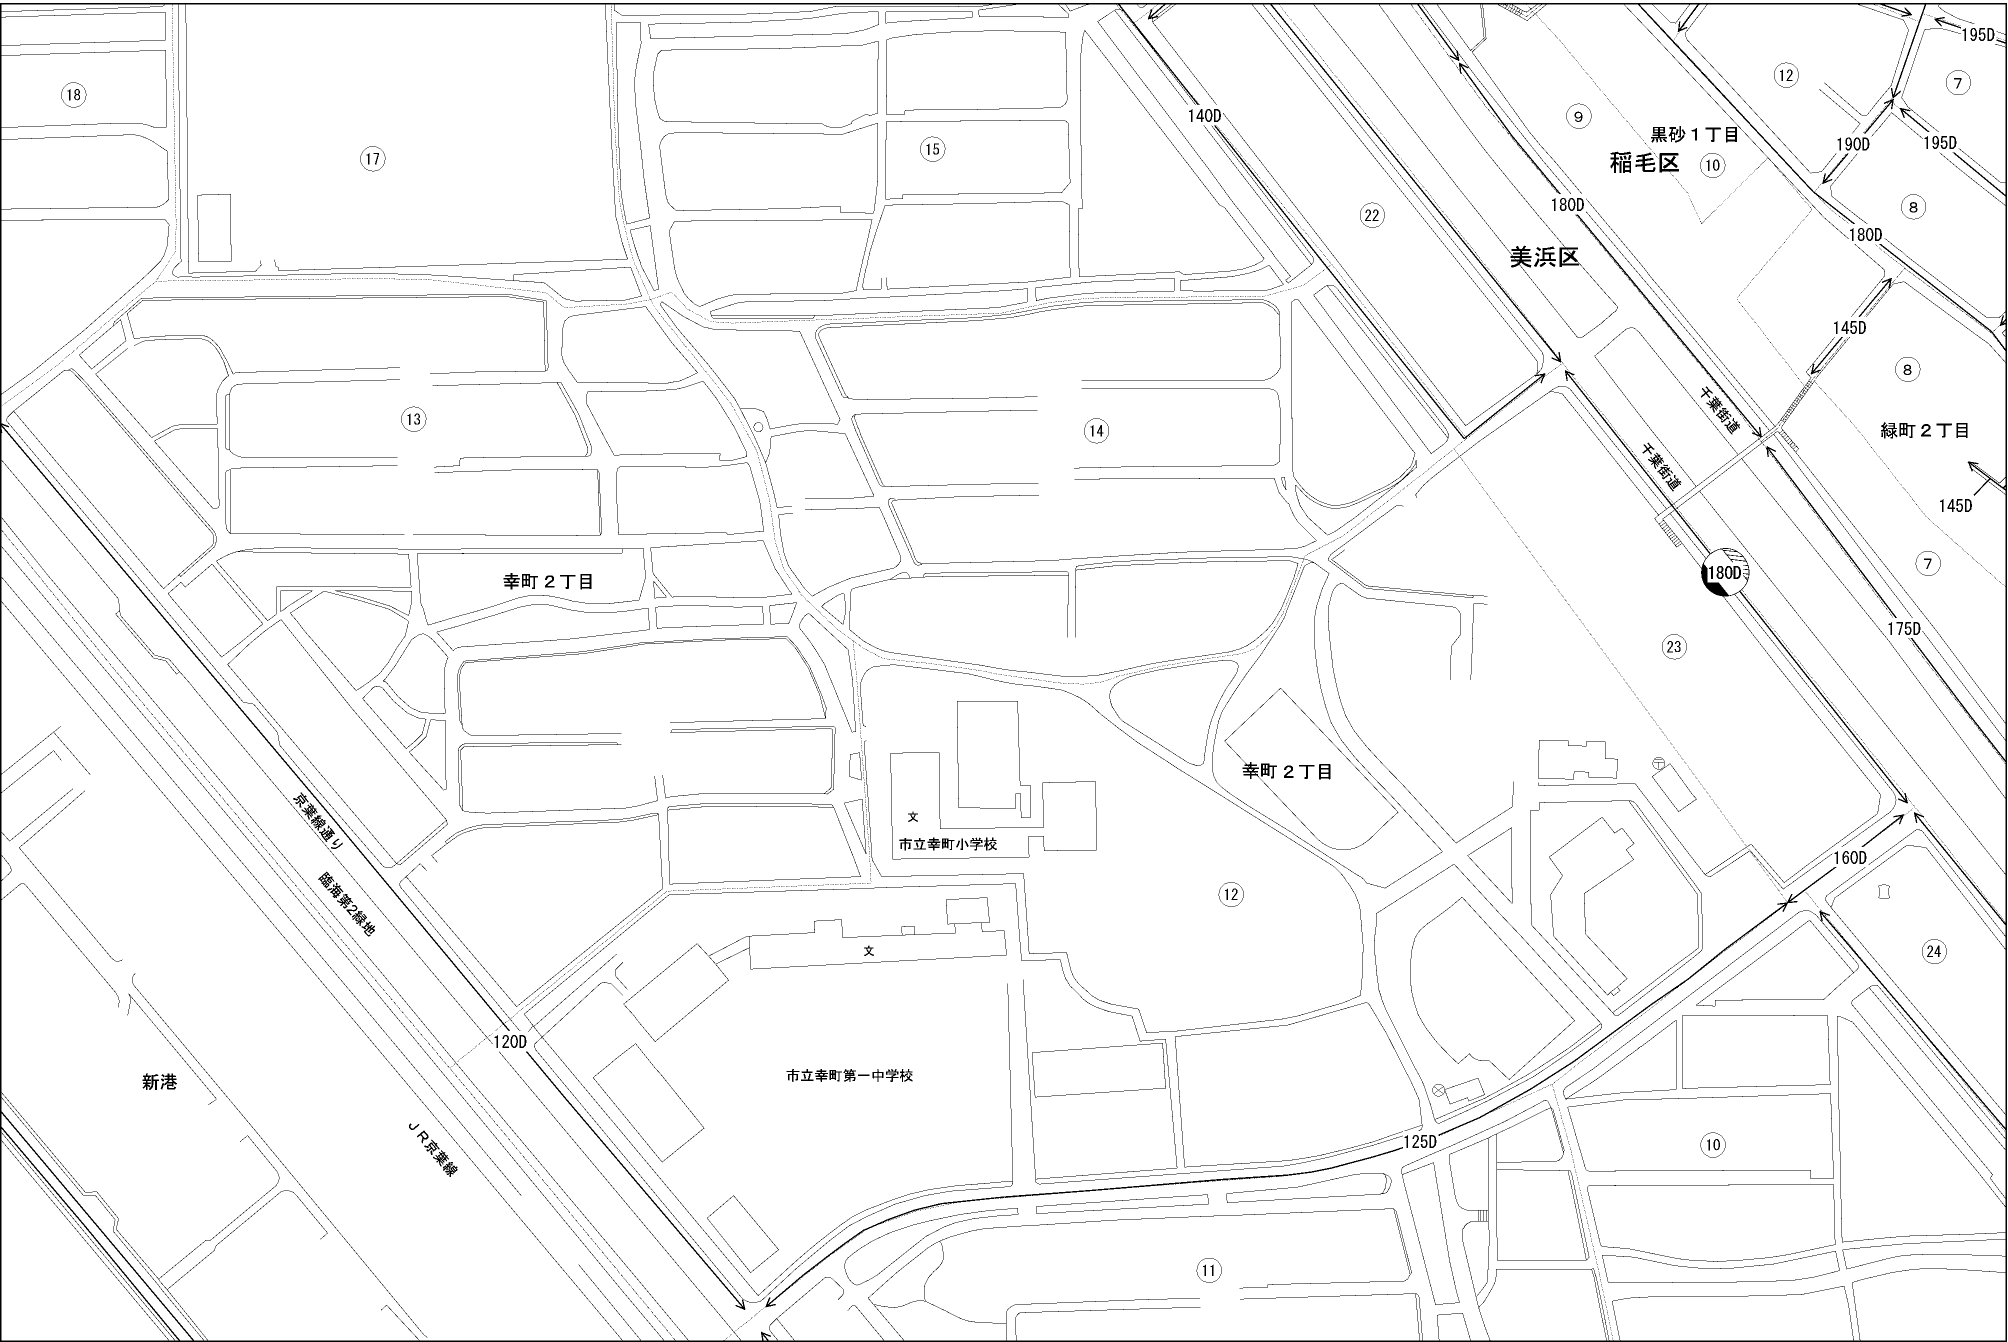 195D
12
7
18
9
140D
黒砂１丁目
15
17
190D
195D
稲毛区
10
180D
8
22
180D
美浜区
145D
8
千葉街道
13
14
緑町２丁目
千葉街道
145D
7
180D
幸町２丁目
175D
23
幸町２丁目
京葉線通り
文
市立幸町小学校
160D
臨海第2緑地
12
文
24
120D
市立幸町第一中学校
新港
ＪＲ京葉線
125D
10
11